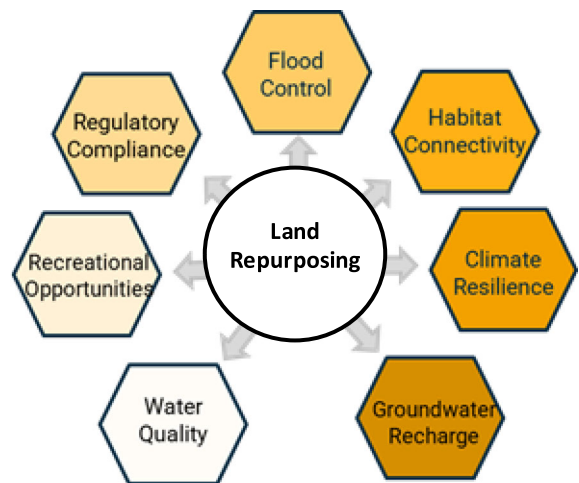 Flood
Control
Regulatory
Compliance
Habitat
Connectivity
Land
Repurposing
Recreational
Opportunities
Climate
Resilience
Water
Quality
Groundwater
Recharge